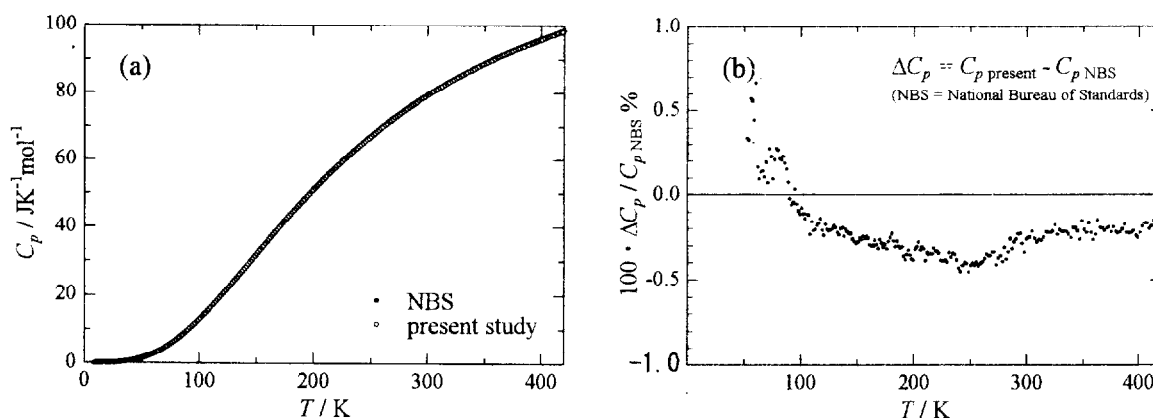 100
80
60
40
20
0
C_p / JK⁻¹mol⁻¹
(a)
• NBS
○ present study
0 100 200 300 400
T / K
1.0
0.5
0.0
-0.5
-1.0
100 • ΔC_p / C_p NBS %
(b)
ΔC_p = C_p present - C_p NBS
(NBS = National Bureau of Standards)
100 200 300 400
T / K